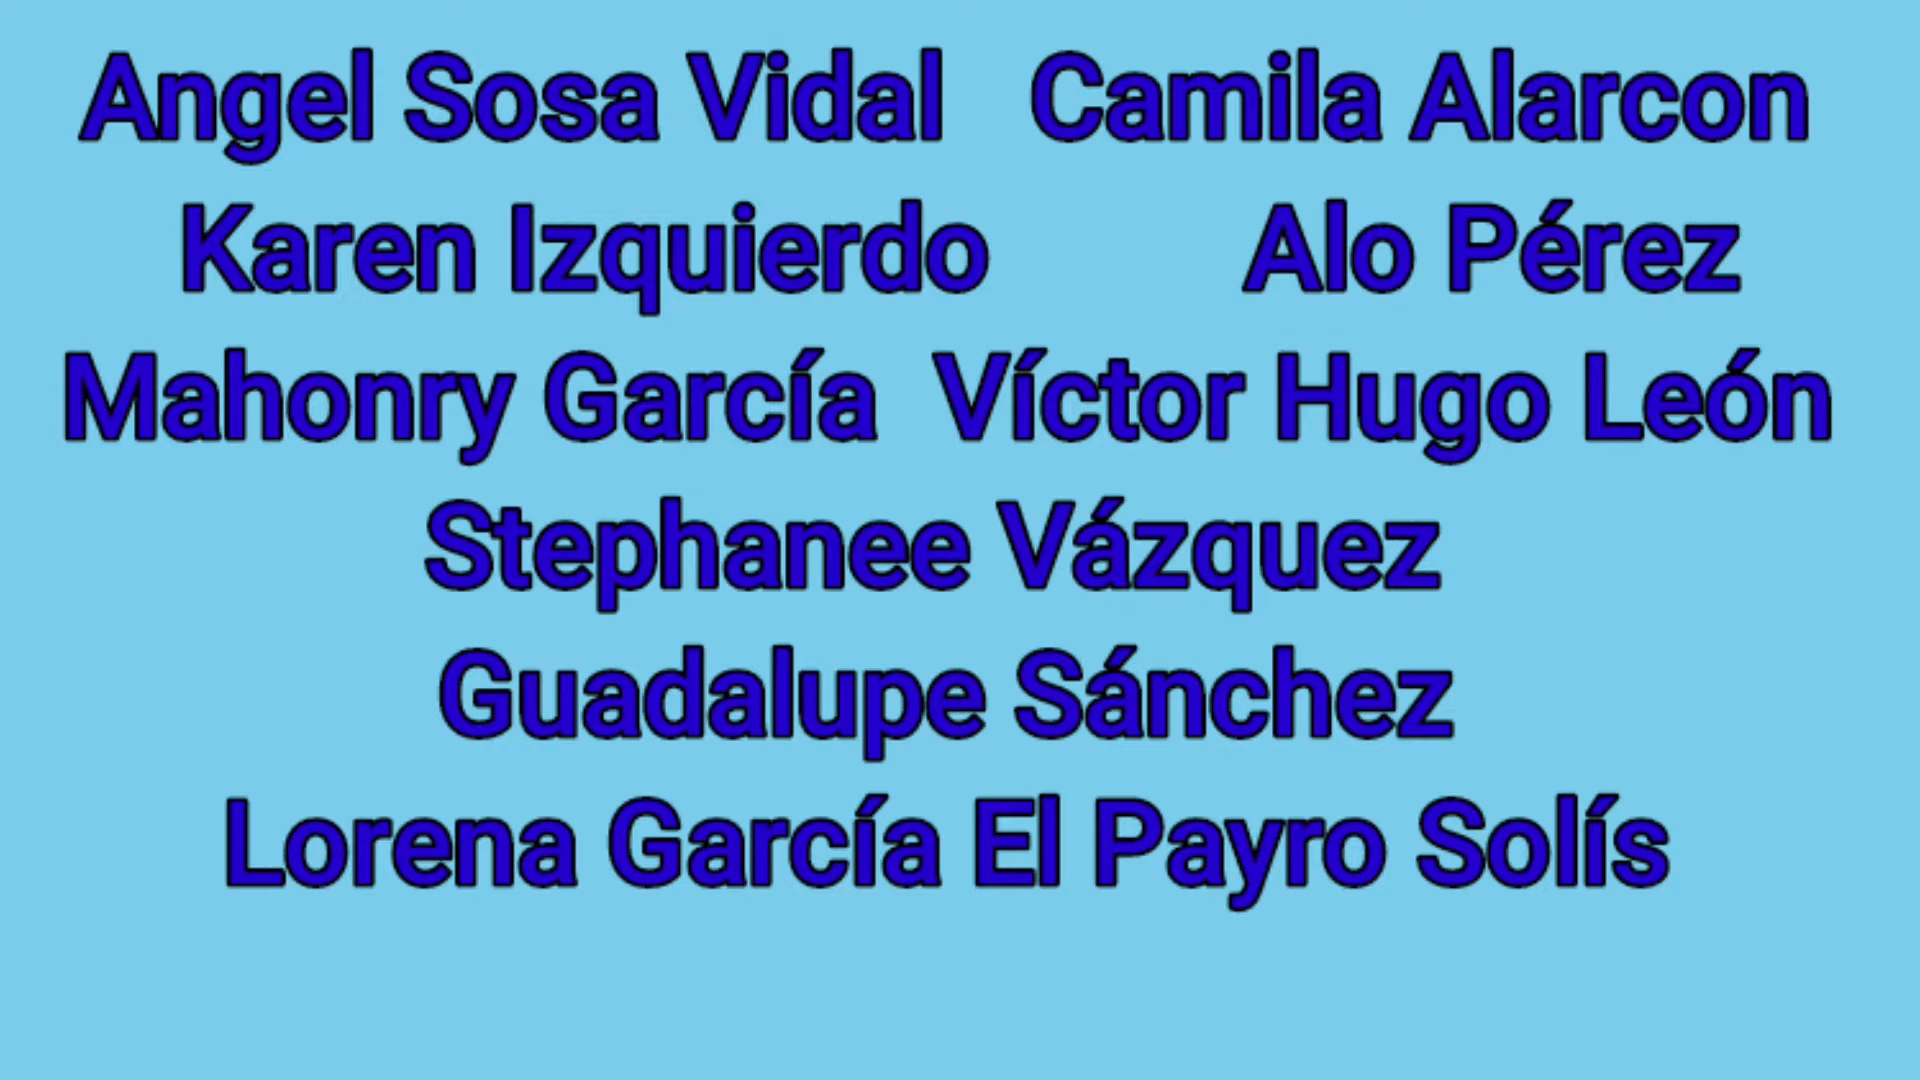 Angel Sosa Vidal Camila Alarcon
Karen Izquierdo Alo Pérez
Mahonry García Víctor Hugo León
Stephanee Vázquez
Guadalupe Sánchez
Lorena García El Payro Solís